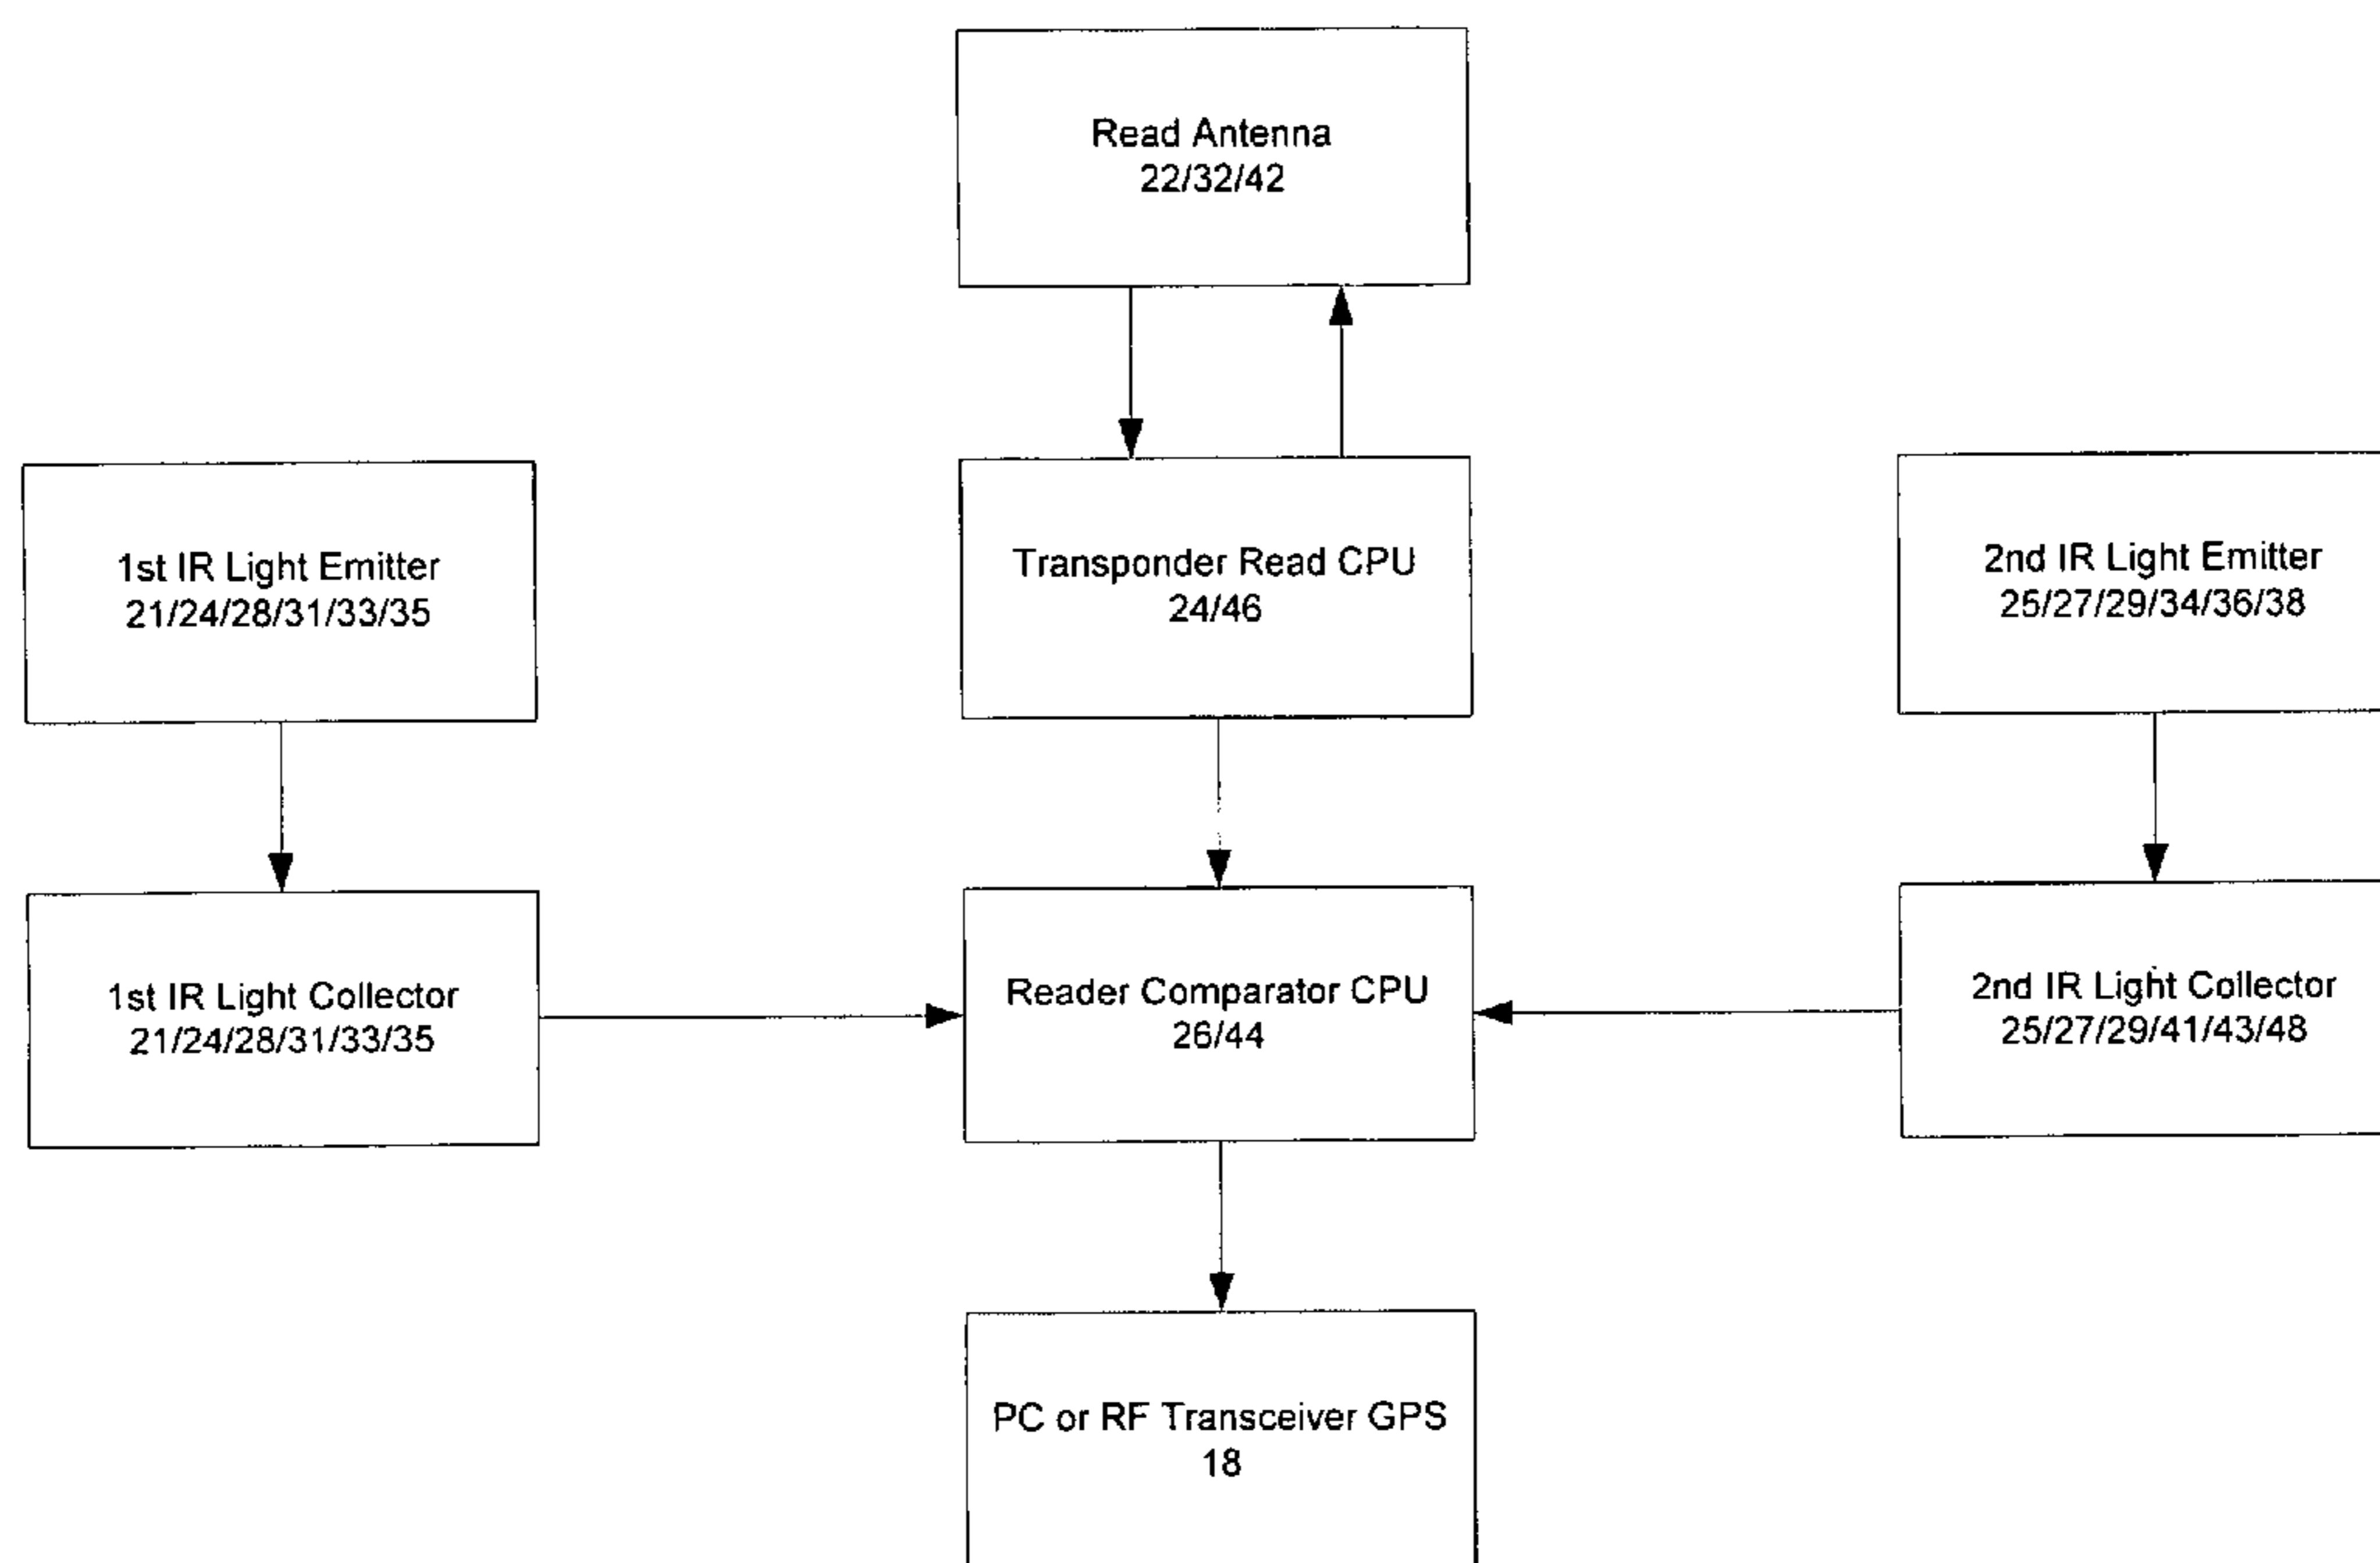 Read Antenna
22/32/42
1st IR Light Emitter
21/24/28/31/33/35
Transponder Read CPU
24/46
2nd IR Light Emitter
25/27/29/34/36/38
1st IR Light Collector
21/24/28/31/33/35
Reader Comparator CPU
26/44
2nd IR Light Collector
25/27/29/41/43/48
PC or RF Transceiver GPS
18